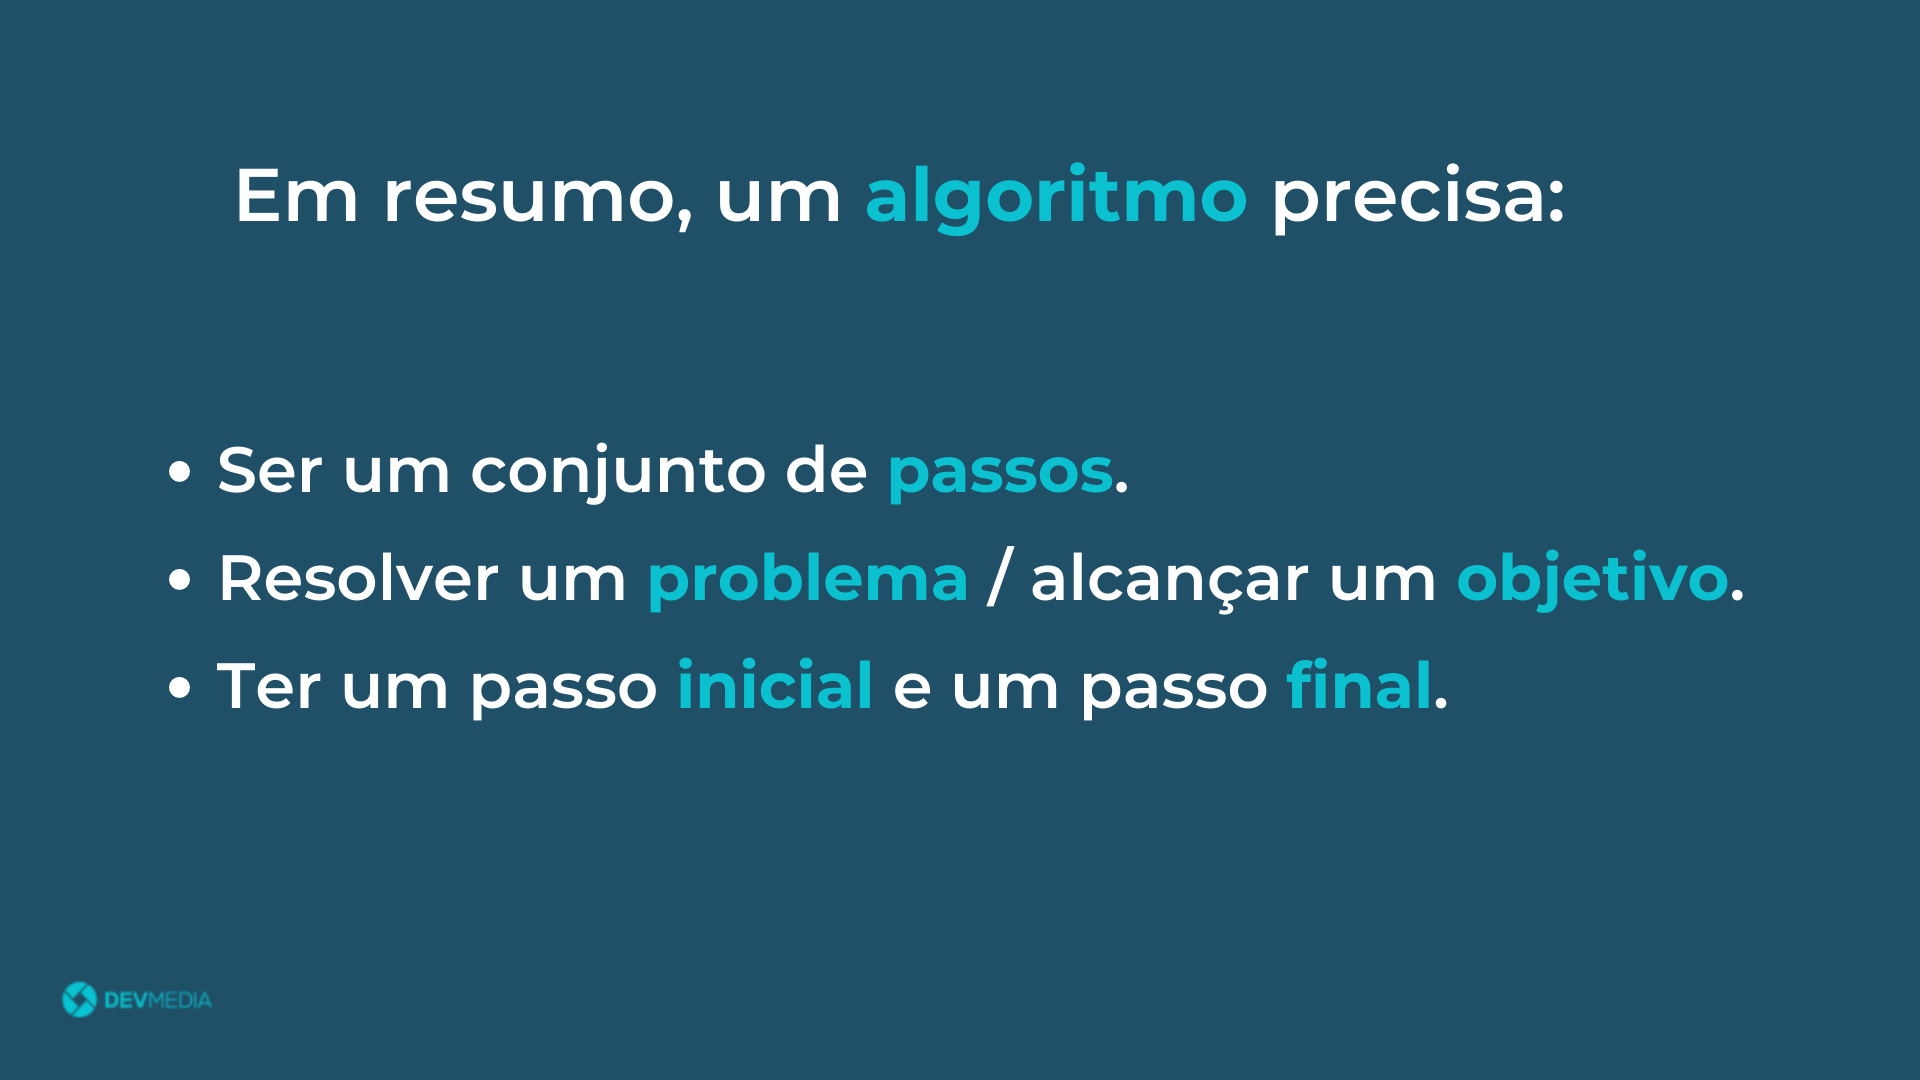 Em resumo, um algoritmo precisa:
• Ser um conjunto de passos.
• Resolver um problema / alcançar um objetivo.
• Ter um passo inicial e um passo final.
DEVMEDIA